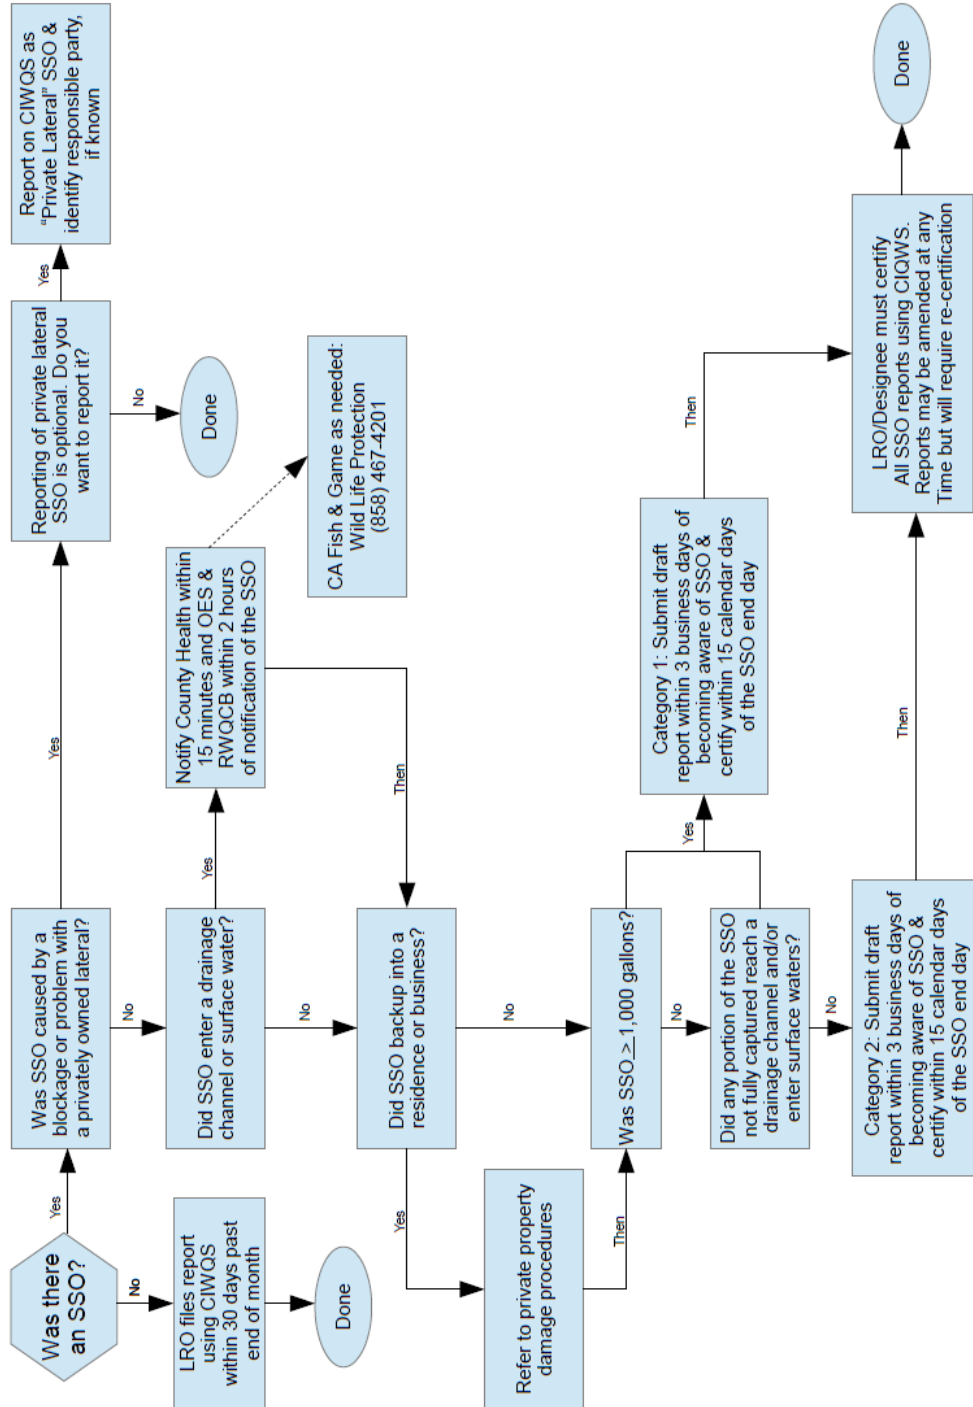 Was there
an SSO?
Yes
No
LRO files report
using CIWQS
within 30 days past
end of month
Done
Was SSO caused by a
blockage or problem with
a privately owned lateral?
Yes
No
Reporting of private lateral
SSO is optional. Do you
want to report it?
Yes
No
Done
Report on CIWQS as
“Private Lateral” SSO &
identify responsible party,
if known
Did SSO enter a drainage
channel or surface water?
Yes
No
Notify County Health within
15 minutes and OES &
RWQCB within 2 hours
of notification of the SSO
Then
CA Fish & Game as needed:
Wild Life Protection
(858) 467-4201
Did SSO backup into a
residence or business?
Yes
No
Refer to private property
damage procedures
Then
Was SSO ≥ 1,000 gallons?
Yes
No
Did any portion of the SSO
not fully captured reach a
drainage channel and/or
enter surface waters?
No
Category 1: Submit draft
report within 3 business days of
becoming aware of SSO &
certify within 15 calendar days
of the SSO end day
Then
Category 2: Submit draft
report within 3 business days of
becoming aware of SSO &
certify within 15 calendar days
of the SSO end day
Then
LRO/Designee must certify
All SSO reports using CIQWS.
Reports may be amended at any
Time but will require re-certification
Done